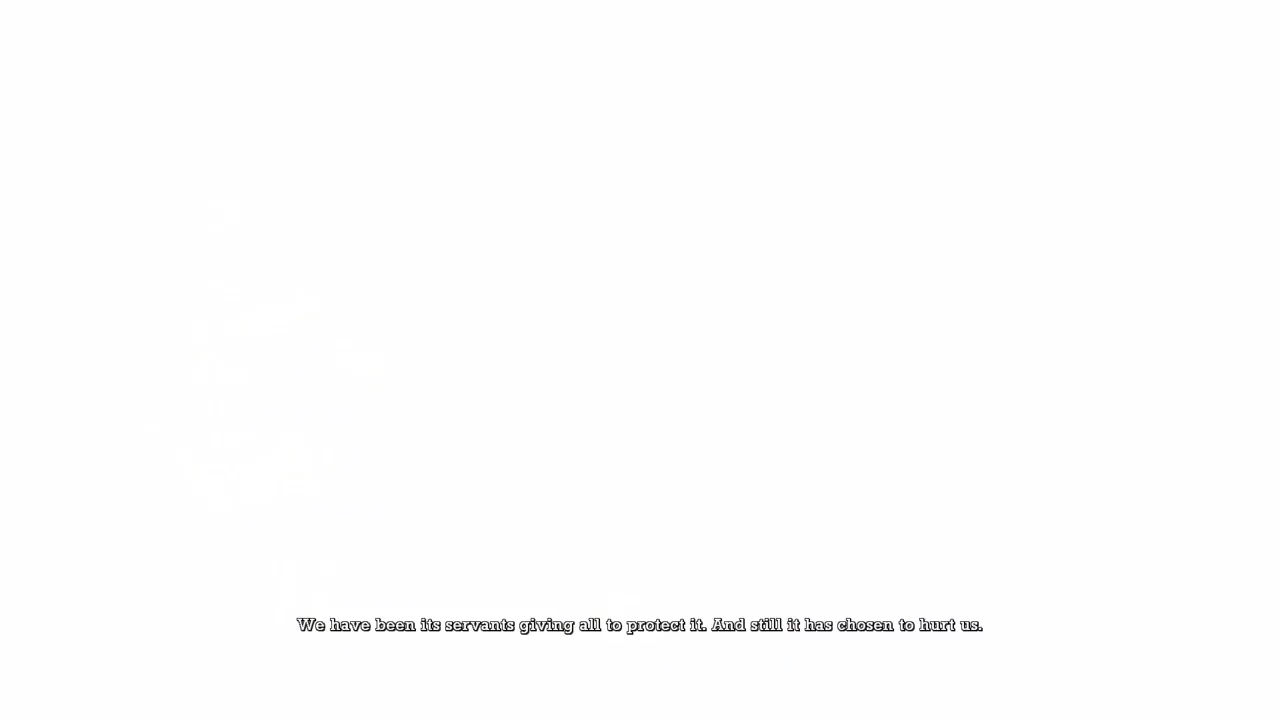 We have been its servants giving all to protect it. And still it has chosen to hurt us.